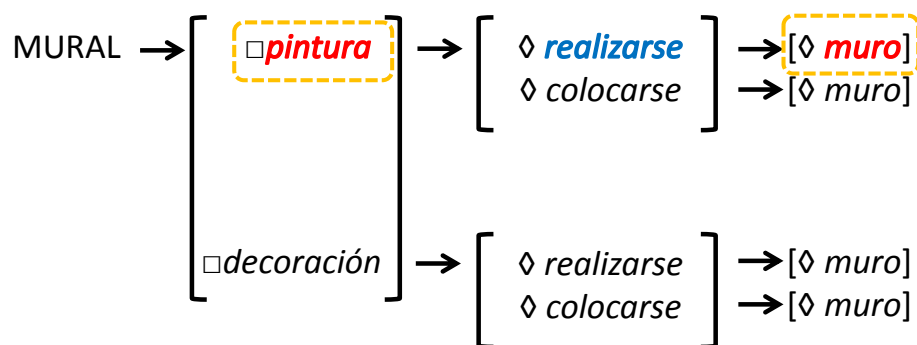 MURAL → [ □pintura → [ ◊ realizarse → [◊ muro]
◊ colocarse → [◊ muro]
□decoración → [ ◊ realizarse → [◊ muro]
◊ colocarse → [◊ muro]